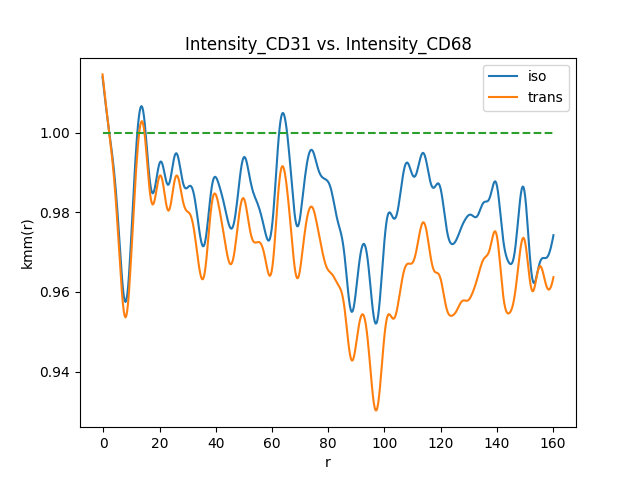 Intensity_CD31 vs. Intensity_CD68
iso
trans
1.00
0.98
0.96
0.94
kmm(r)
0 20 40 60 80 100 120 140 160
r